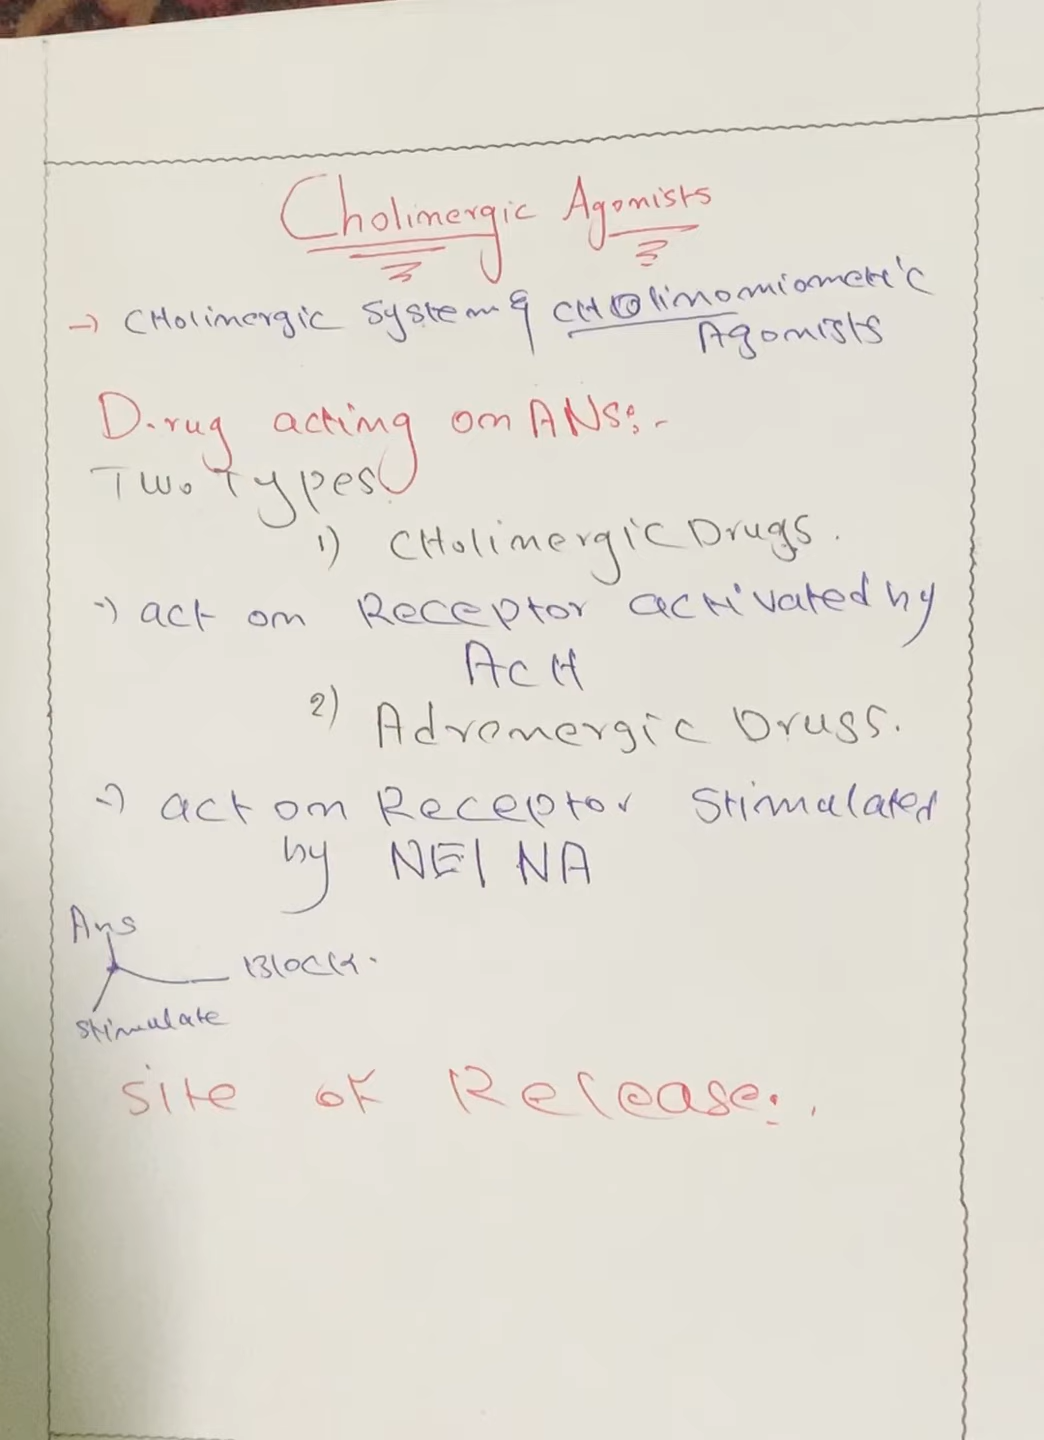 Cholinergic Agonists
→ CHolinergic System & CHOlinomiometic
Agonists
Drug acting on ANS:-
Two Types
1) CHolinergic Drugs.
→ act on Receptor activated by
AcH
2) Adrenergic Drugs.
→ act on Receptor Stimulated
by NE/NA
Ans
Block.
Stimulate
Site of Release:.